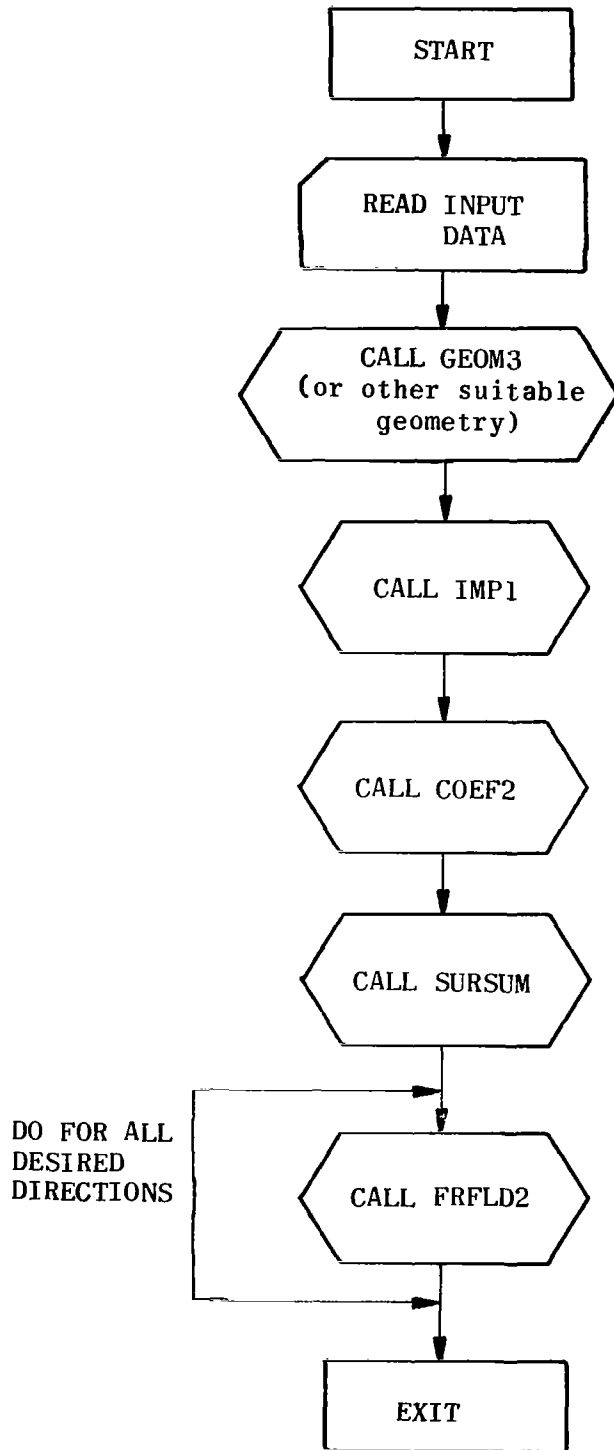 START
READ INPUT
DATA
CALL GEOM3
(or other suitable
geometry)
CALL IMP1
CALL COEF2
CALL SURSUM
DO FOR ALL
DESIRED
DIRECTIONS
CALL FRFLD2
EXIT